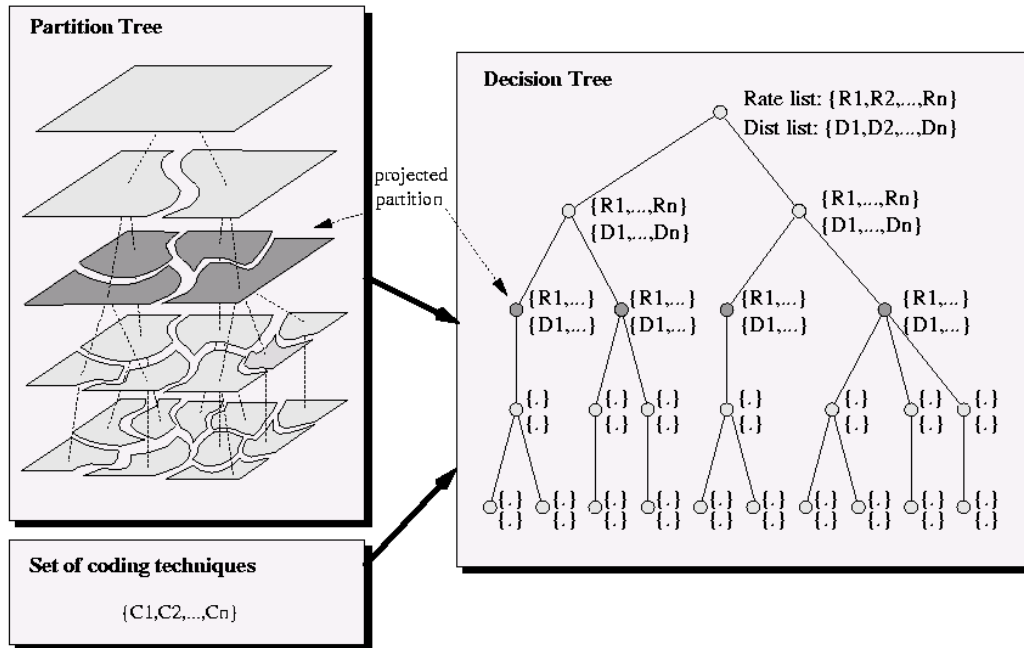 Partition Tree
Decision Tree
Rate list: {R1,R2,...,Rn}
Dist list: {D1,D2,...,Dn}
projected
partition
{R1,...,Rn}
{D1,...,Dn}
{R1,...,Rn}
{D1,...,Dn}
{R1,...}
{D1,...}
{R1,...}
{D1,...}
{R1,...}
{D1,...}
{R1,...}
{D1,...}
{.} {.} {.} {.} {.} {.} {.}
{.} {.} {.} {.} {.} {.} {.}
{.} {.} {.} {.} {.} {.} {.} {.} {.} {.}
{.} {.} {.} {.} {.} {.} {.} {.} {.} {.}
Set of coding techniques
{C1,C2,...,Cn}